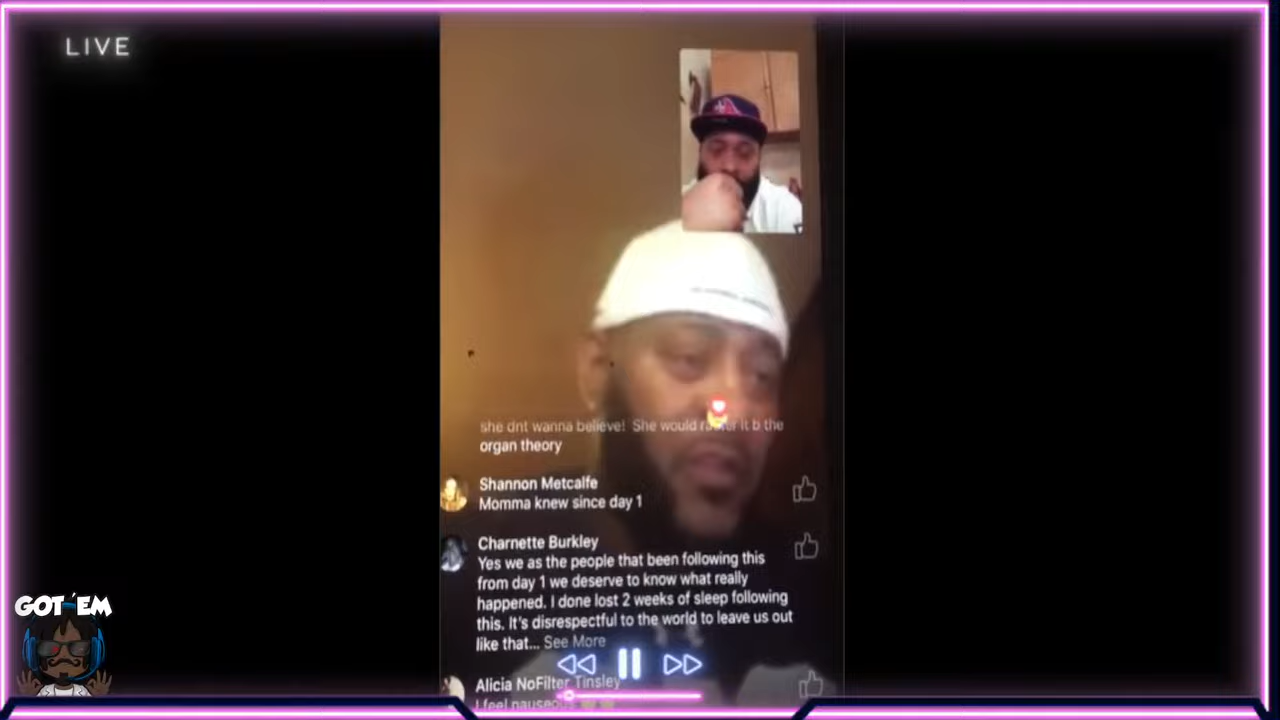 LIVE
she dnt wanna believe! She would it b the
organ theory
Shannon Metcalfe
Momma knew since day 1
Charnette Burkley
Yes we as the people that been following this
from day 1 we deserve to know what really
happened. I done lost 2 weeks of sleep following
this. It's disrespectful to the world to leave us out
like that... See More
Alicia NoFilter Tinsley
I feel
GOT 'EM